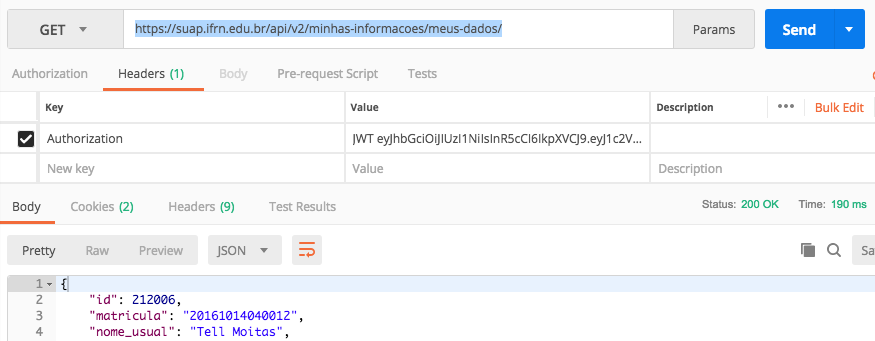 GET https://suap.ifrn.edu.br/api/v2/minhas-informacoes/meus-dados/ Params Send
Authorization Headers (1) Body Pre-request Script Tests
Key Value Description ••• Bulk Edit
Authorization JWT eyJhbGciOiJIUzI1NiIsInR5cCI6IkpXVCJ9.eyJ1c2V...
New key Value Description
Body Cookies (2) Headers (9) Test Results Status: 200 OK Time: 190 ms
Pretty Raw Preview JSON Sa
1 {
2 "id": 212006,
3 "matricula": "20161014040012",
4 "nome_usual": "Tell Moitas",